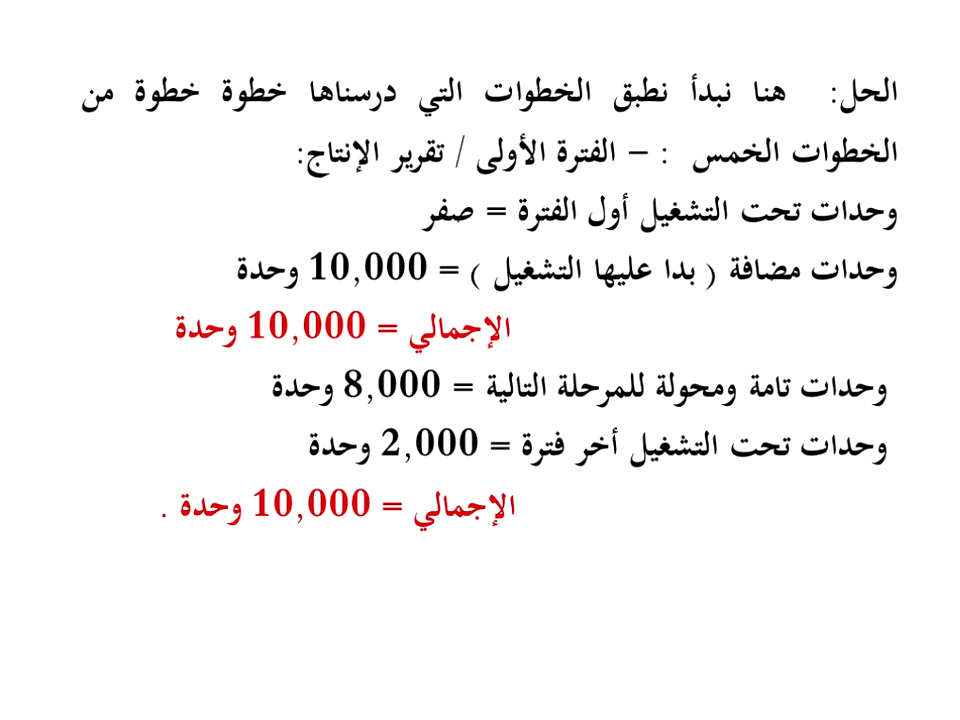 الحل: هنا نبدأ نطبق الخطوات التي درسناها خطوة خطوة من
الخطوات الخمس : – الفترة الأولى / تقرير الإنتاج:
وحدات تحت التشغيل أول الفترة = صفر
وحدات مضافة ( بدا عليها التشغيل ) = 10,000 وحدة
الإجمالي = 10,000 وحدة
وحدات تامة ومحولة للمرحلة التالية = 8,000 وحدة
وحدات تحت التشغيل أخر فترة = 2,000 وحدة
الإجمالي = 10,000 وحدة .